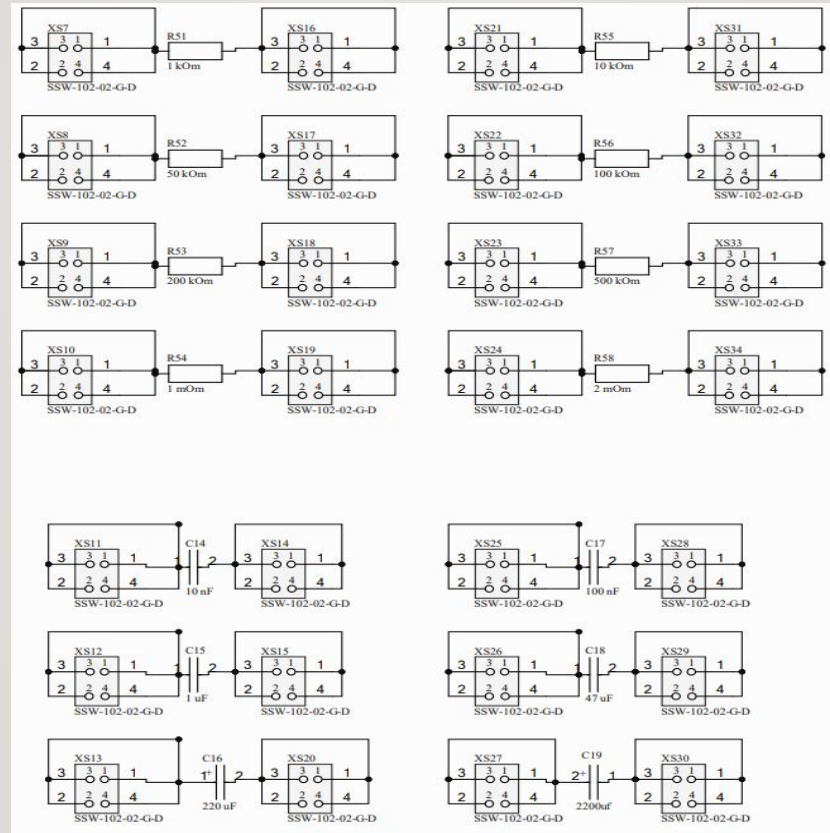 XS7 R51 XS16 XS21 R55 XS31
3 3 1 1 3 3 1 1 3 3 1 1 3 3 1 1
1 kOm 10 kOm
2 2 4 4 2 2 4 4 2 2 4 4 2 2 4 4
SSW-102-02-G-D SSW-102-02-G-D SSW-102-02-G-D SSW-102-02-G-D
XS8 R52 XS17 XS22 R56 XS32
3 3 1 1 3 3 1 1 3 3 1 1 3 3 1 1
50 kOm 100 kOm
2 2 4 4 2 2 4 4 2 2 4 4 2 2 4 4
SSW-102-02-G-D SSW-102-02-G-D SSW-102-02-G-D SSW-102-02-G-D
XS9 R53 XS18 XS23 R57 XS33
3 3 1 1 3 3 1 1 3 3 1 1 3 3 1 1
200 kOm 500 kOm
2 2 4 4 2 2 4 4 2 2 4 4 2 2 4 4
SSW-102-02-G-D SSW-102-02-G-D SSW-102-02-G-D SSW-102-02-G-D
XS10 R54 XS19 XS24 R58 XS34
3 3 1 1 3 3 1 1 3 3 1 1 3 3 1 1
1 mOm 2 mOm
2 2 4 4 2 2 4 4 2 2 4 4 2 2 4 4
SSW-102-02-G-D SSW-102-02-G-D SSW-102-02-G-D SSW-102-02-G-D
XS11 C14 XS14 XS25 C17 XS28
3 3 1 1 1 2 3 3 1 1 3 3 1 1 1 2 3 3 1 1
2 2 4 4 10 nF 2 2 4 4 2 2 4 4 100 nF 2 2 4 4
SSW-102-02-G-D SSW-102-02-G-D SSW-102-02-G-D SSW-102-02-G-D
XS12 C15 XS15 XS26 C18 XS29
3 3 1 1 1 2 3 3 1 1 3 3 1 1 1 2 3 3 1 1
2 2 4 4 1 uF 2 2 4 4 2 2 4 4 47 uF 2 2 4 4
SSW-102-02-G-D SSW-102-02-G-D SSW-102-02-G-D SSW-102-02-G-D
XS13 C16 XS20 XS27 C19 XS30
3 3 1 1 1+ 2 3 3 1 1 3 3 1 1 2+ 1 3 3 1 1
2 2 4 4 220 uF 2 2 4 4 2 2 4 4 2200uf 2 2 4 4
SSW-102-02-G-D SSW-102-02-G-D SSW-102-02-G-D SSW-102-02-G-D